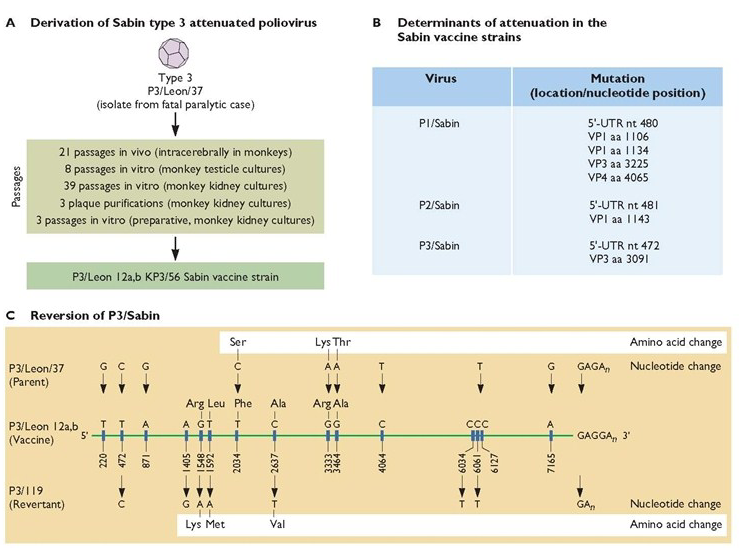 A Derivation of Sabin type 3 attenuated poliovirus
Type 3
P3/Leon/37
(isolate from fatal paralytic case)
Passages
21 passages in vivo (intracerebrally in monkeys)
8 passages in vitro (monkey testicle cultures)
39 passages in vitro (monkey kidney cultures)
3 plaque purifications (monkey kidney cultures)
3 passages in vitro (preparative, monkey kidney cultures)
P3/Leon 12a,b KP3/56 Sabin vaccine strain
B Determinants of attenuation in the
Sabin vaccine strains
Virus Mutation
(location/nucleotide position)
P1/Sabin 5'-UTR nt 480
VP1 aa 1106
VP1 aa 1134
VP3 aa 3225
VP4 aa 4065
P2/Sabin 5'-UTR nt 481
VP1 aa 1143
P3/Sabin 5'-UTR nt 472
VP3 aa 3091
C Reversion of P3/Sabin
Ser Lys Thr Amino acid change
P3/Leon/37 G C G C A A T T G GAGAn Nucleotide change
(Parent)
Arg Leu Phe Ala Arg Ala
P3/Leon 12a,b T T A A G T T C G G C C C C A
(Vaccine) 5' GAGGAn 3'
220 472 871 1405 1548 1592 2034 2637 3333 3464 4064 6034 6061 6127 7165
P3/119 C G A A T T T GAn Nucleotide change
(Revertant)
Lys Met Val Amino acid change